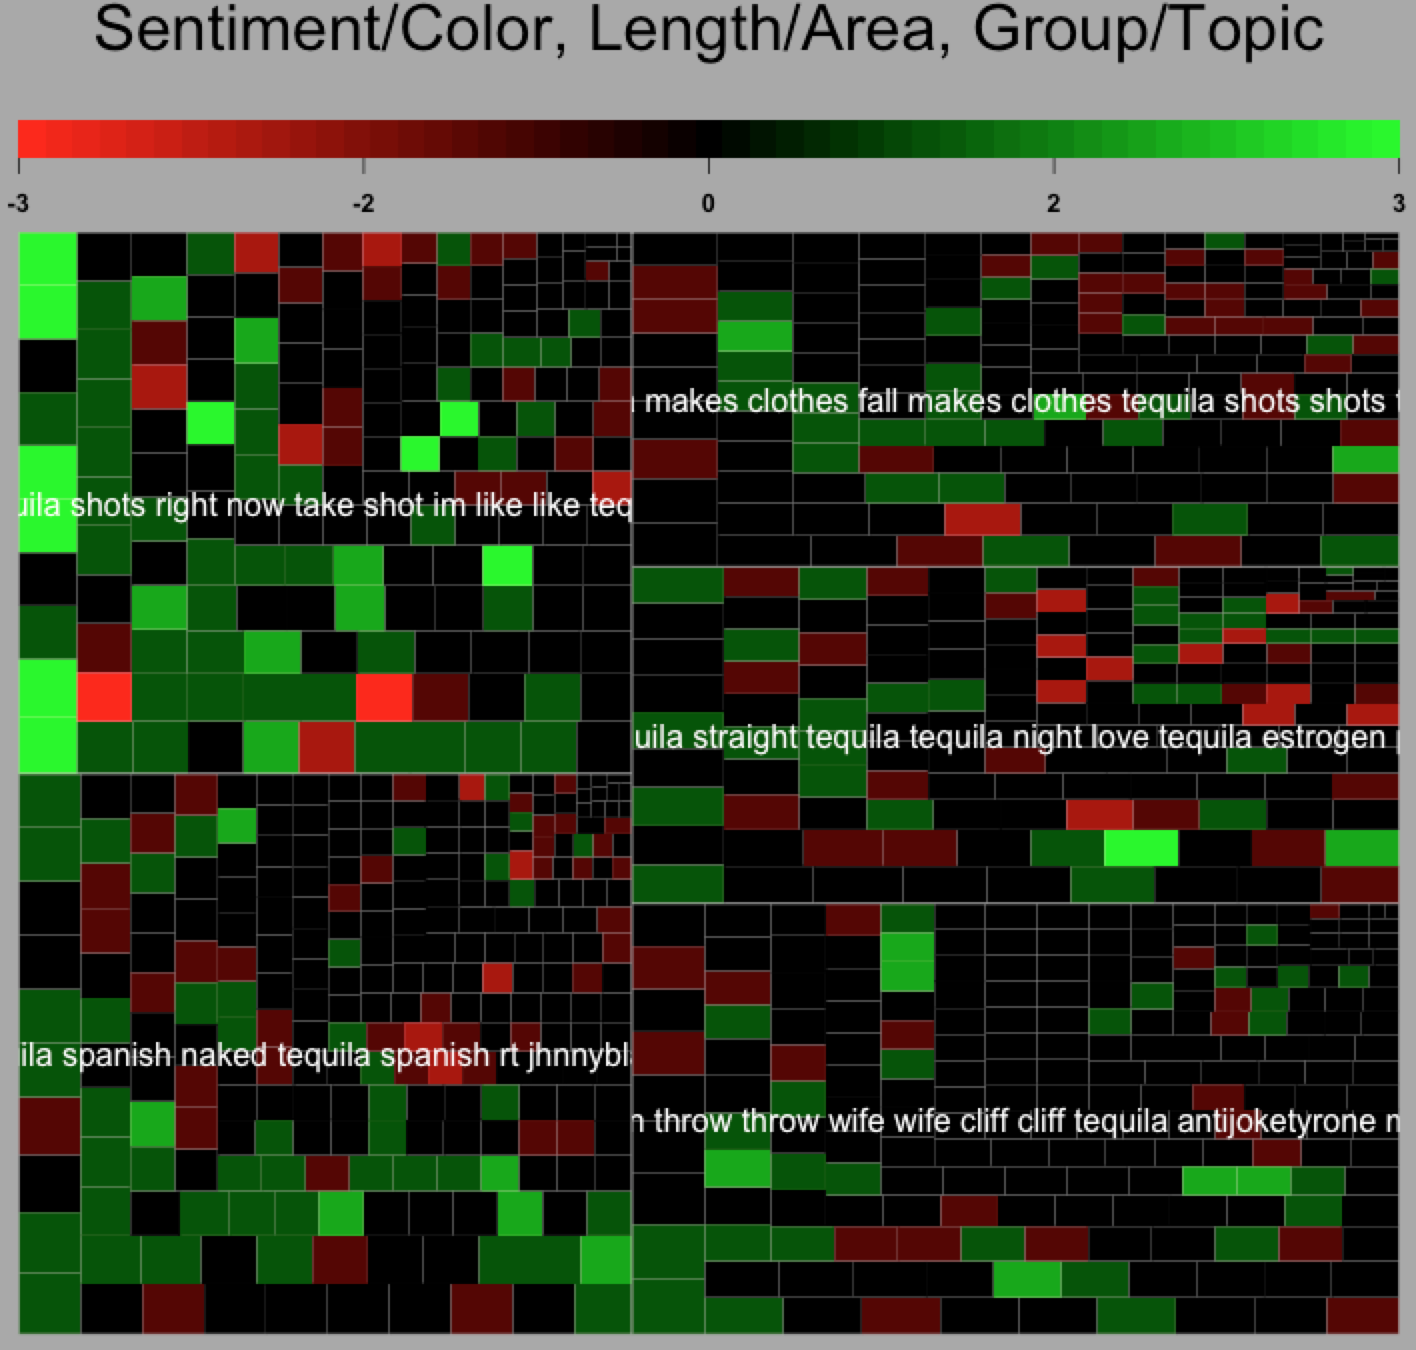 Sentiment/Color, Length/Area, Group/Topic
-3 -2 0 2 3
makes clothes fall makes clothes tequila shots shots
shots right now take shot im like like
straight tequila tequila night love tequila estrogen
spanish naked tequila spanish rt
throw throw wife wife cliff cliff tequila antijoketyrone